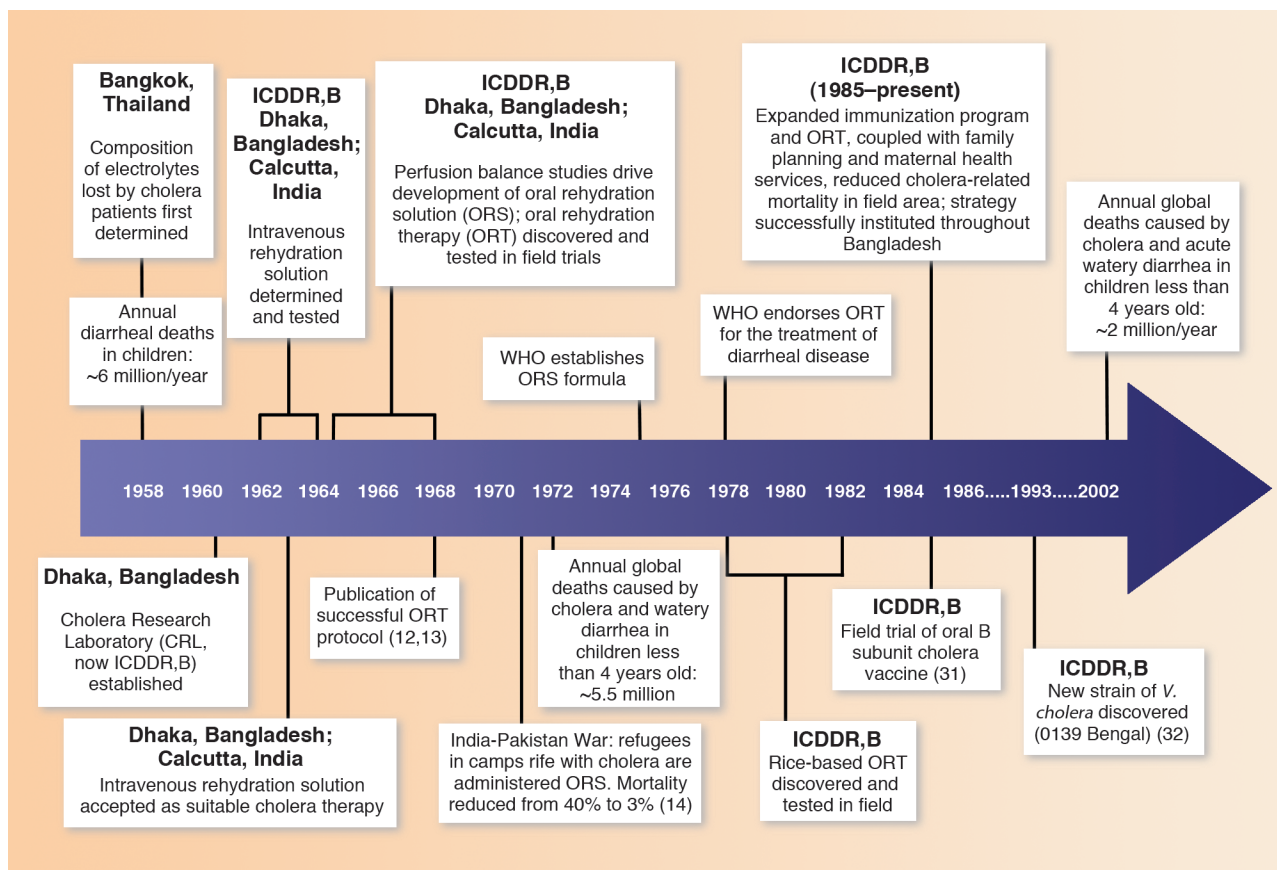 Bangkok,
Thailand
Composition
of electrolytes
lost by cholera
patients first
determined
Annual
diarrheal deaths
in children:
~6 million/year
ICDDR,B
Dhaka,
Bangladesh;
Calcutta,
India
Intravenous
rehydration
solution
determined
and tested
ICDDR,B
Dhaka, Bangladesh;
Calcutta, India
Perfusion balance studies drive
development of oral rehydration
solution (ORS); oral rehydration
therapy (ORT) discovered and
tested in field trials
WHO establishes
ORS formula
WHO endorses ORT
for the treatment of
diarrheal disease
ICDDR,B
(1985–present)
Expanded immunization program
and ORT, coupled with family
planning and maternal health
services, reduced cholera-related
mortality in field area; strategy
successfully instituted throughout
Bangladesh
Annual global
deaths caused by
cholera and acute
watery diarrhea in
children less than
4 years old:
~2 million/year
1958 1960 1962 1964 1966 1968 1970 1972 1974 1976 1978 1980 1982 1984 1986.....1993.....2002
Dhaka, Bangladesh
Cholera Research
Laboratory (CRL,
now ICDDR,B)
established
Dhaka, Bangladesh;
Calcutta, India
Intravenous rehydration solution
accepted as suitable cholera therapy
Publication of
successful ORT
protocol (12,13)
India-Pakistan War: refugees
in camps rife with cholera are
administered ORS. Mortality
reduced from 40% to 3% (14)
Annual global
deaths caused by
cholera and watery
diarrhea in
children less
than 4 years old:
~5.5 million
ICDDR,B
Rice-based ORT
discovered and
tested in field
ICDDR,B
Field trial of oral B
subunit cholera
vaccine (31)
ICDDR,B
New strain of V.
cholera discovered
(0139 Bengal) (32)